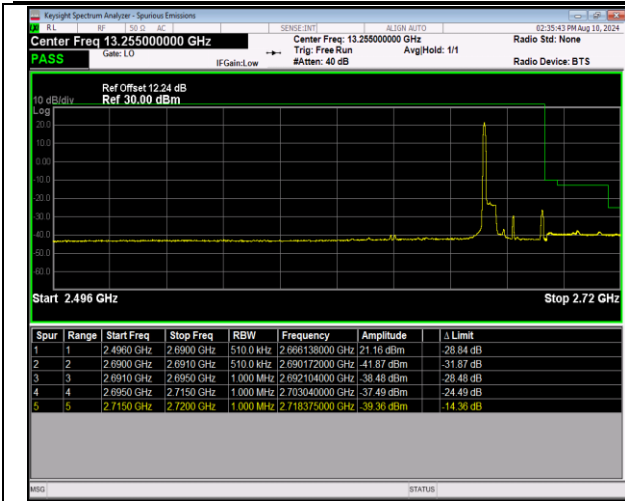 Keysight Spectrum Analyzer - Spurious Emissions
RL RF 50 Ω AC SENSE:INT ALIGN AUTO 02:35:43 PM Aug 10, 2024
Center Freq 13.255000000 GHz Center Freq: 13.255000000 GHz Radio Std: None
PASS Gate: LO IFGain:Low Trig: Free Run Avg|Hold: 1/1
#Atten: 40 dB Radio Device: BTS
Ref Offset 12.24 dB
10 dB/div Ref 30.00 dBm
Log
20.0
10.0
0.00
-10.0
-20.0
-30.0
-40.0
-50.0
-60.0
Start 2.496 GHz Stop 2.72 GHz
Spur Range Start Freq Stop Freq RBW Frequency Amplitude Δ Limit
1 1 2.4960 GHz 2.6900 GHz 510.0 kHz 2.666138000 GHz 21.16 dBm -28.84 dB
2 2 2.6900 GHz 2.6910 GHz 510.0 kHz 2.690172000 GHz -41.87 dBm -31.87 dB
3 3 2.6910 GHz 2.6950 GHz 1.000 MHz 2.692104000 GHz -38.48 dBm -28.48 dB
4 4 2.6950 GHz 2.7150 GHz 1.000 MHz 2.703040000 GHz -37.49 dBm -24.49 dB
5 5 2.7150 GHz 2.7200 GHz 1.000 MHz 2.718375000 GHz -39.36 dBm -14.36 dB
MSG STATUS